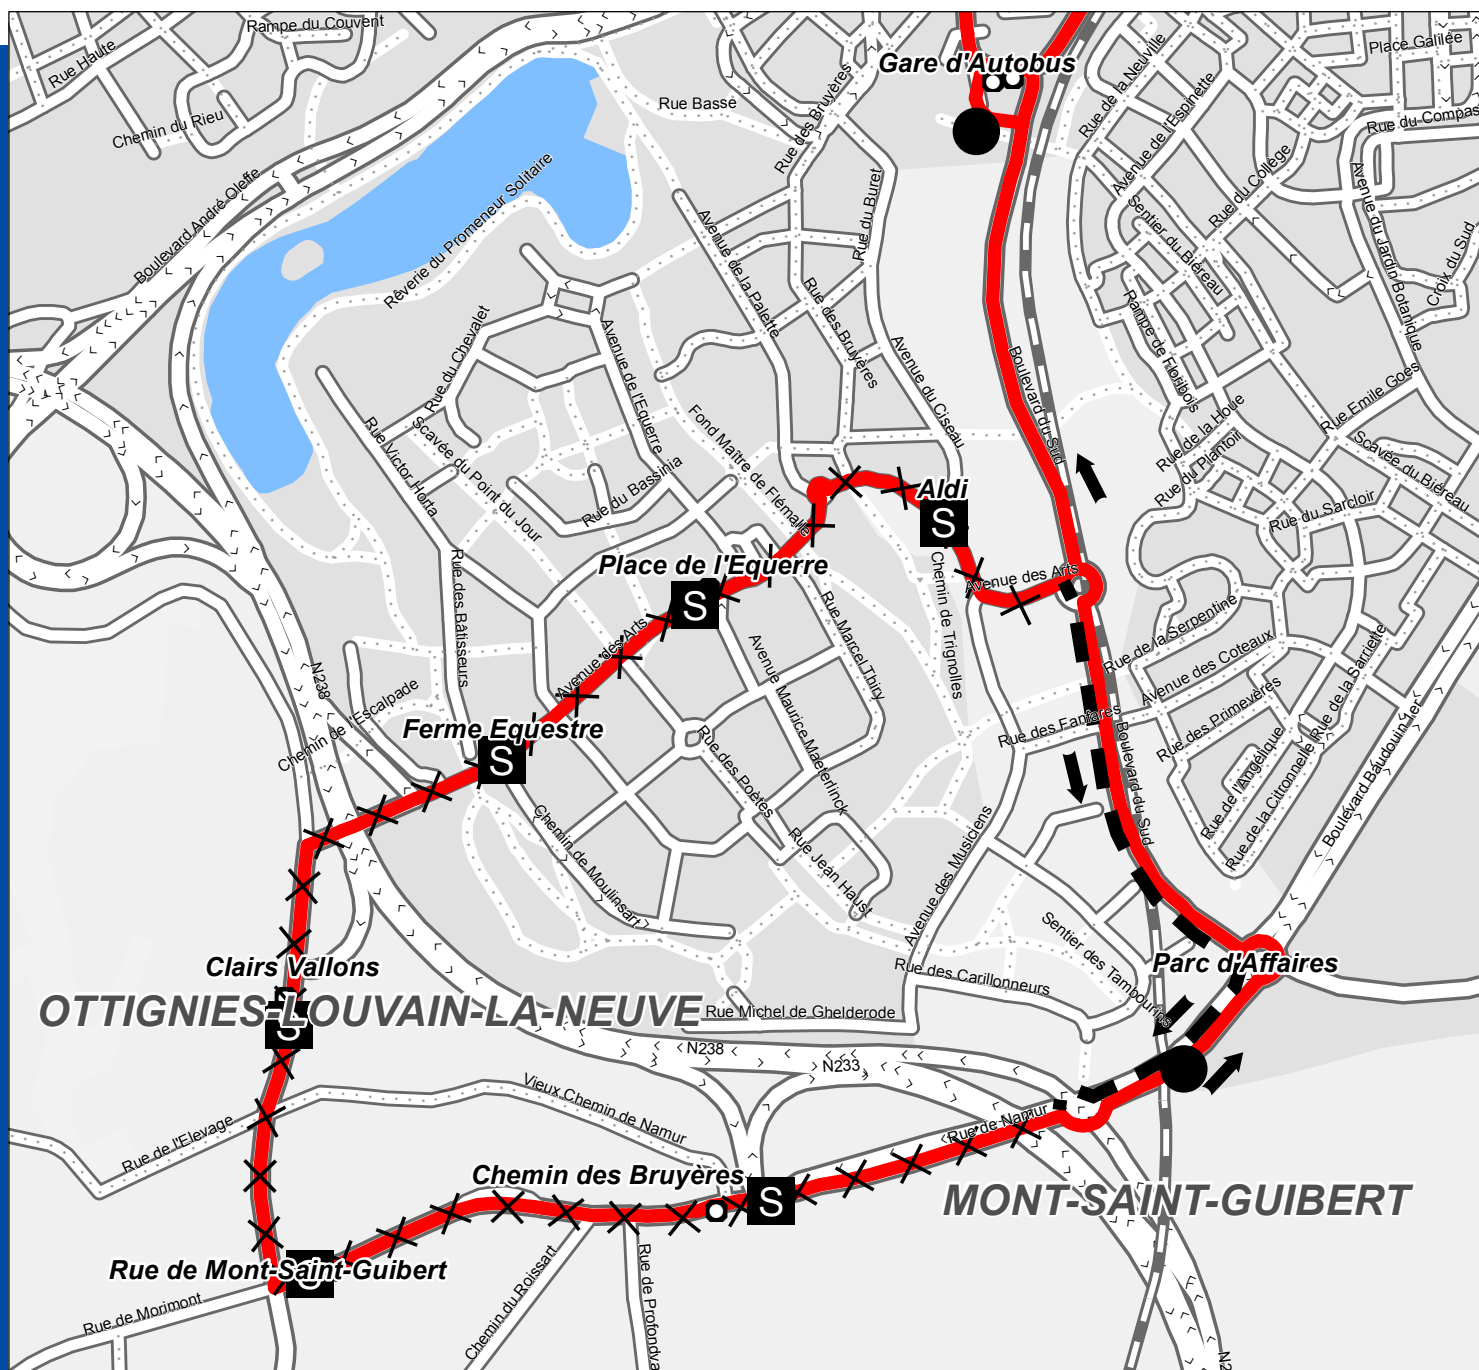 Rampe du Couvent
Rue Haute
Chemin du Rieu
Boulevard André Oleffe
Rêverie du Promeneur Solitaire
Rue Basse
Rue des Bruyères
Gare d'Autobus
Rue de la Neuville
Place Galilée
Rue du Compas
Avenue de l'Espinette
Rue du Collège
Sentier du Biéreau
Avenue du Jardin Botanique
Croix du Sud
Rue du Buret
Avenue de la Palette
Rue des Bruyères
Rue du Chevalet
Avenue de l'Equerre
Avenue du Ciseau
Boulevard du Sud
Rampe de Floribois
Rue Emile Goes
Rue de la Houe
Rue du Plantoir
Scavée du Biéreau
Rue du Sarcloir
Rue Victor Horta
Scavée du Point du Jour
Rue du Bassinia
Fond Maître de Flémalle
Aldi
S
Place de l'Equerre
S
Avenue des Arts
Chemin de Trignolles
Rue des Bâtisseurs
Avenue des Arts
Rue Marcel Thiry
Avenue Maurice Maeterlinck
Rue de la Serpentine
Avenue des Coteaux
Rue des Primevères
Rue de la Sarriette
Rue de l'Angélique
Rue de la Citronnelle
Boulevard Baudouin Ier
N238
Chemin de l'Escalpade
Ferme Equestre
S
Rue des Poètes
Rue des Fanfares
Boulevard du Sud
Chemin de Moulinsart
Rue Jean Haust
Avenue des Musiciens
Sentier des Tambourins
Parc d'Affaires
Clairs Vallons
S
OTTIGNIES-LOUVAIN-LA-NEUVE
Rue des Carillonneurs
Rue Michel de Ghelderode
N238
N233
Vieux Chemin de Namur
Rue de l'Elevage
Rue de Namur
Chemin des Bruyères
S
MONT-SAINT-GUIBERT
Rue de Mont-Saint-Guibert
S
Rue de Morimont
Chemin du Roissart
Rue de Profondva
N2